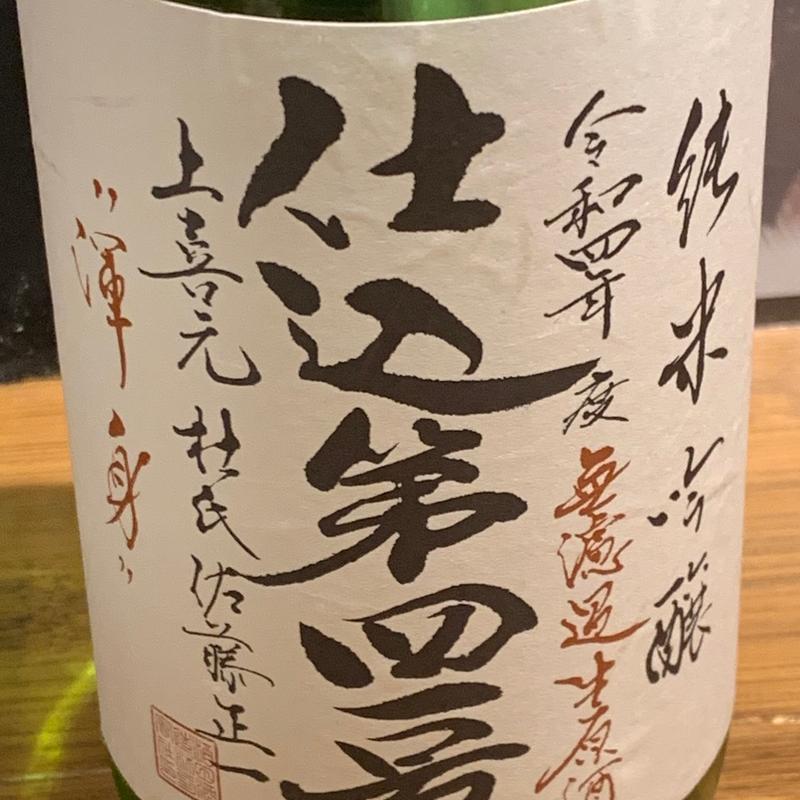 純米吟醸
令和四年度 無濾過生原酒
仕込第四号
上喜元 杜氏 佐藤正一
"渾身"